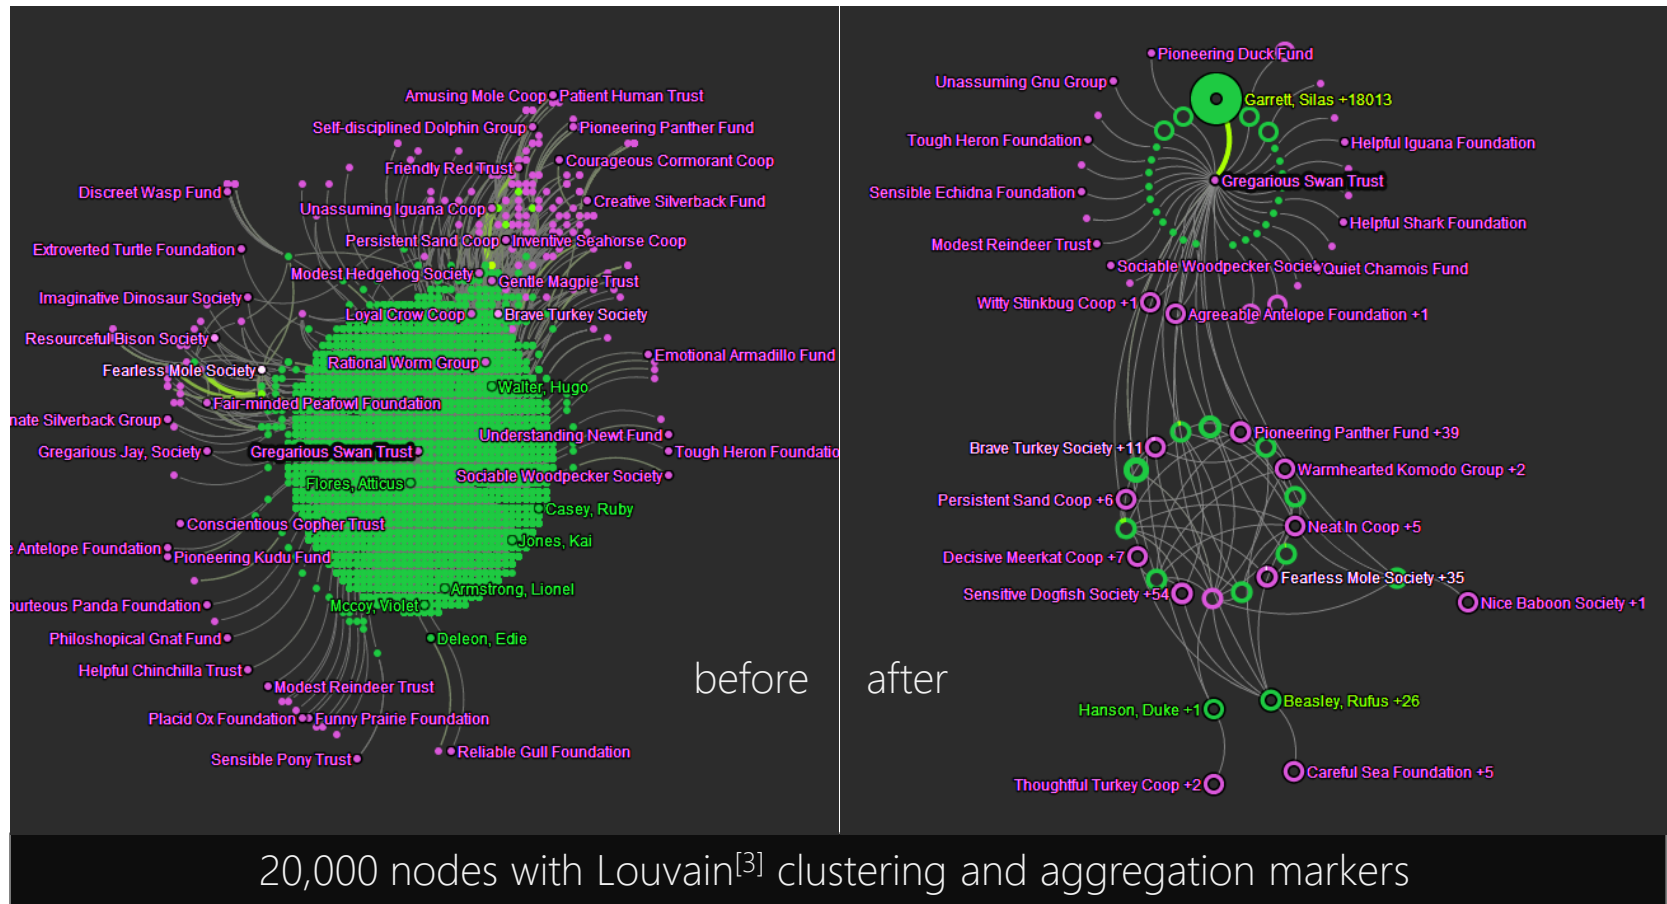 Amusing Mole Coop
Patient Human Trust
Self-disciplined Dolphin Group
Pioneering Panther Fund
Courageous Cormorant Coop
Friendly Red Trust
Discreet Wasp Fund
Creative Silverback Fund
Unassuming Iguana Coop
Persistent Sand Coop
Inventive Seahorse Coop
Extroverted Turtle Foundation
Modest Hedgehog Society
Gentle Magpie Trust
Imaginative Dinosaur Society
Loyal Crow Coop
Brave Turkey Society
Resourceful Bison Society
Emotional Armadillo Fund
Rational Worm Group
Fearless Mole Society
Walter, Hugo
Fair-minded Peafowl Foundation
nate Silverback Group
Understanding Newt Fund
Gregarious Jay, Society
Gregarious Swan Trust
Tough Heron Foundatio
Sociable Woodpecker Society
Flores, Atticus
Casey, Ruby
Conscientious Gopher Trust
Jones, Kai
e Antelope Foundation
Pioneering Kudu Fund
Armstrong, Lionel
ourteous Panda Foundation
Mccoy, Violet
Philoshopical Gnat Fund
Deleon, Edie
Helpful Chinchilla Trust
Modest Reindeer Trust
Placid Ox Foundation
Funny Prairie Foundation
Reliable Gull Foundation
Sensible Pony Trust
before
Pioneering Duck Fund
Unassuming Gnu Group
Garrett, Silas +18013
Tough Heron Foundation
Helpful Iguana Foundation
Gregarious Swan Trust
Sensible Echidna Foundation
Helpful Shark Foundation
Modest Reindeer Trust
Sociable Woodpecker Societ
Quiet Chamois Fund
Witty Stinkbug Coop +1
Agreeable Antelope Foundation +1
Pioneering Panther Fund +39
Brave Turkey Society +11
Warmhearted Komodo Group +2
Persistent Sand Coop +6
Neat In Coop +5
Decisive Meerkat Coop +7
Fearless Mole Society +35
Sensitive Dogfish Society +54
Nice Baboon Society +1
after
Beasley, Rufus +26
Hanson, Duke +1
Careful Sea Foundation +5
Thoughtful Turkey Coop +2
20,000 nodes with Louvain[3] clustering and aggregation markers